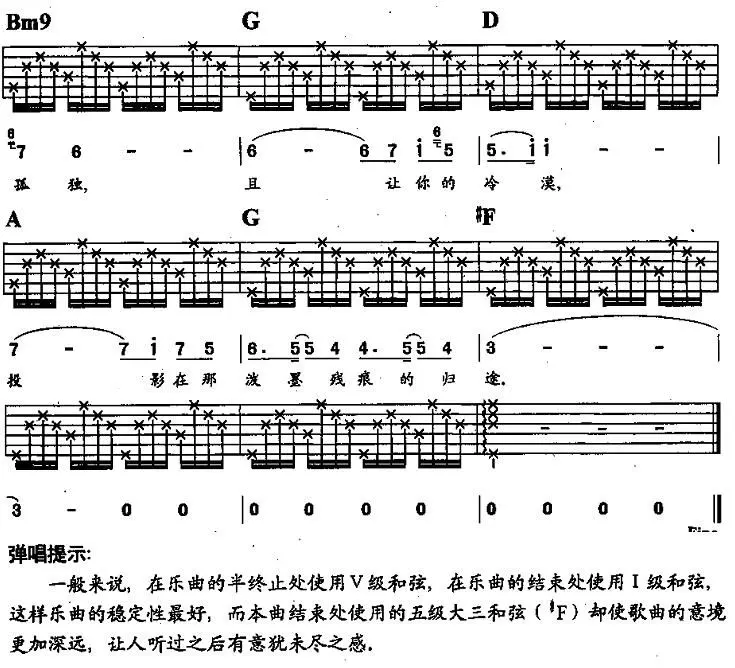 Bm9 G D
6 7 6 - - | 6 - 6 7 i 6 5 | 5. i i - - |
孤 独, 且 让 你 的 冷 漠,
A G #F
7 - 7 i 7 5 | 6. 5 5 4 4. 5 5 4 | 3 - - -
投 影 在 那 泼 墨 残 痕 的 归 途.
- - -
3 - 0 0 | 0 0 0 0 | 0 0 0 0
弹唱提示:
一般来说, 在乐曲的半终止处使用V级和弦, 在乐曲的结束处使用I级和弦,
这样乐曲的稳定性最好, 而本曲结束处使用的五级大三和弦(#F)却使歌曲的意境
更加深远, 让人听过之后有意犹未尽之感.